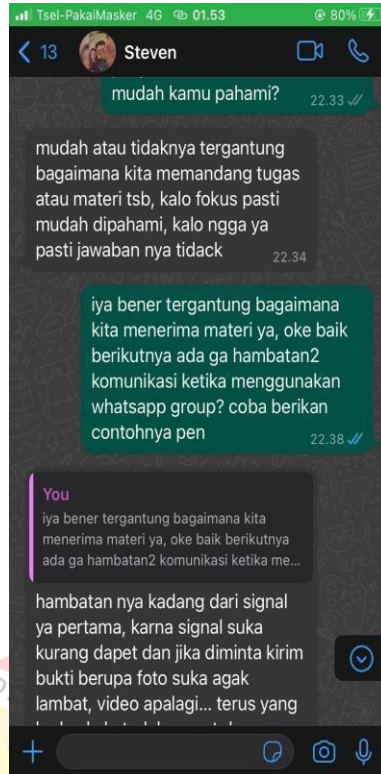 Tsel-PakaiMasker 4G 01.53 80%
13 Steven
mudah kamu pahami? 22.33
mudah atau tidaknya tergantung
bagaimana kita memandang tugas
atau materi tsb, kalo fokus pasti
mudah dipahami, kalo ngga ya
pasti jawaban nya tidack 22.34
iya bener tergantung bagaimana
kita menerima materi ya, oke baik
berikutnya ada ga hambatan2
komunikasi ketika menggunakan
whatsapp group? coba berikan
contohnya pen 22.38
You
iya bener tergantung bagaimana kita
menerima materi ya, oke baik berikutnya
ada ga hambatan2 komunikasi ketika me...
hambatan nya kadang dari signal
ya pertama, karna signal suka
kurang dapet dan jika diminta kirim
bukti berupa foto suka agak
lambat, video apalagi... terus yang